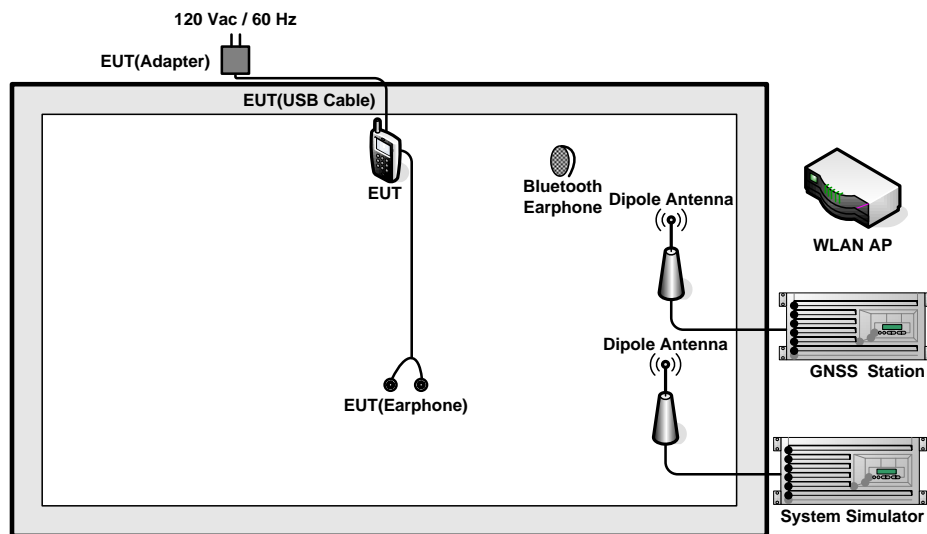 120 Vac / 60 Hz
EUT(Adapter)
EUT(USB Cable)
EUT
Bluetooth
Earphone
Dipole Antenna
WLAN AP
GNSS Station
Dipole Antenna
EUT(Earphone)
System Simulator